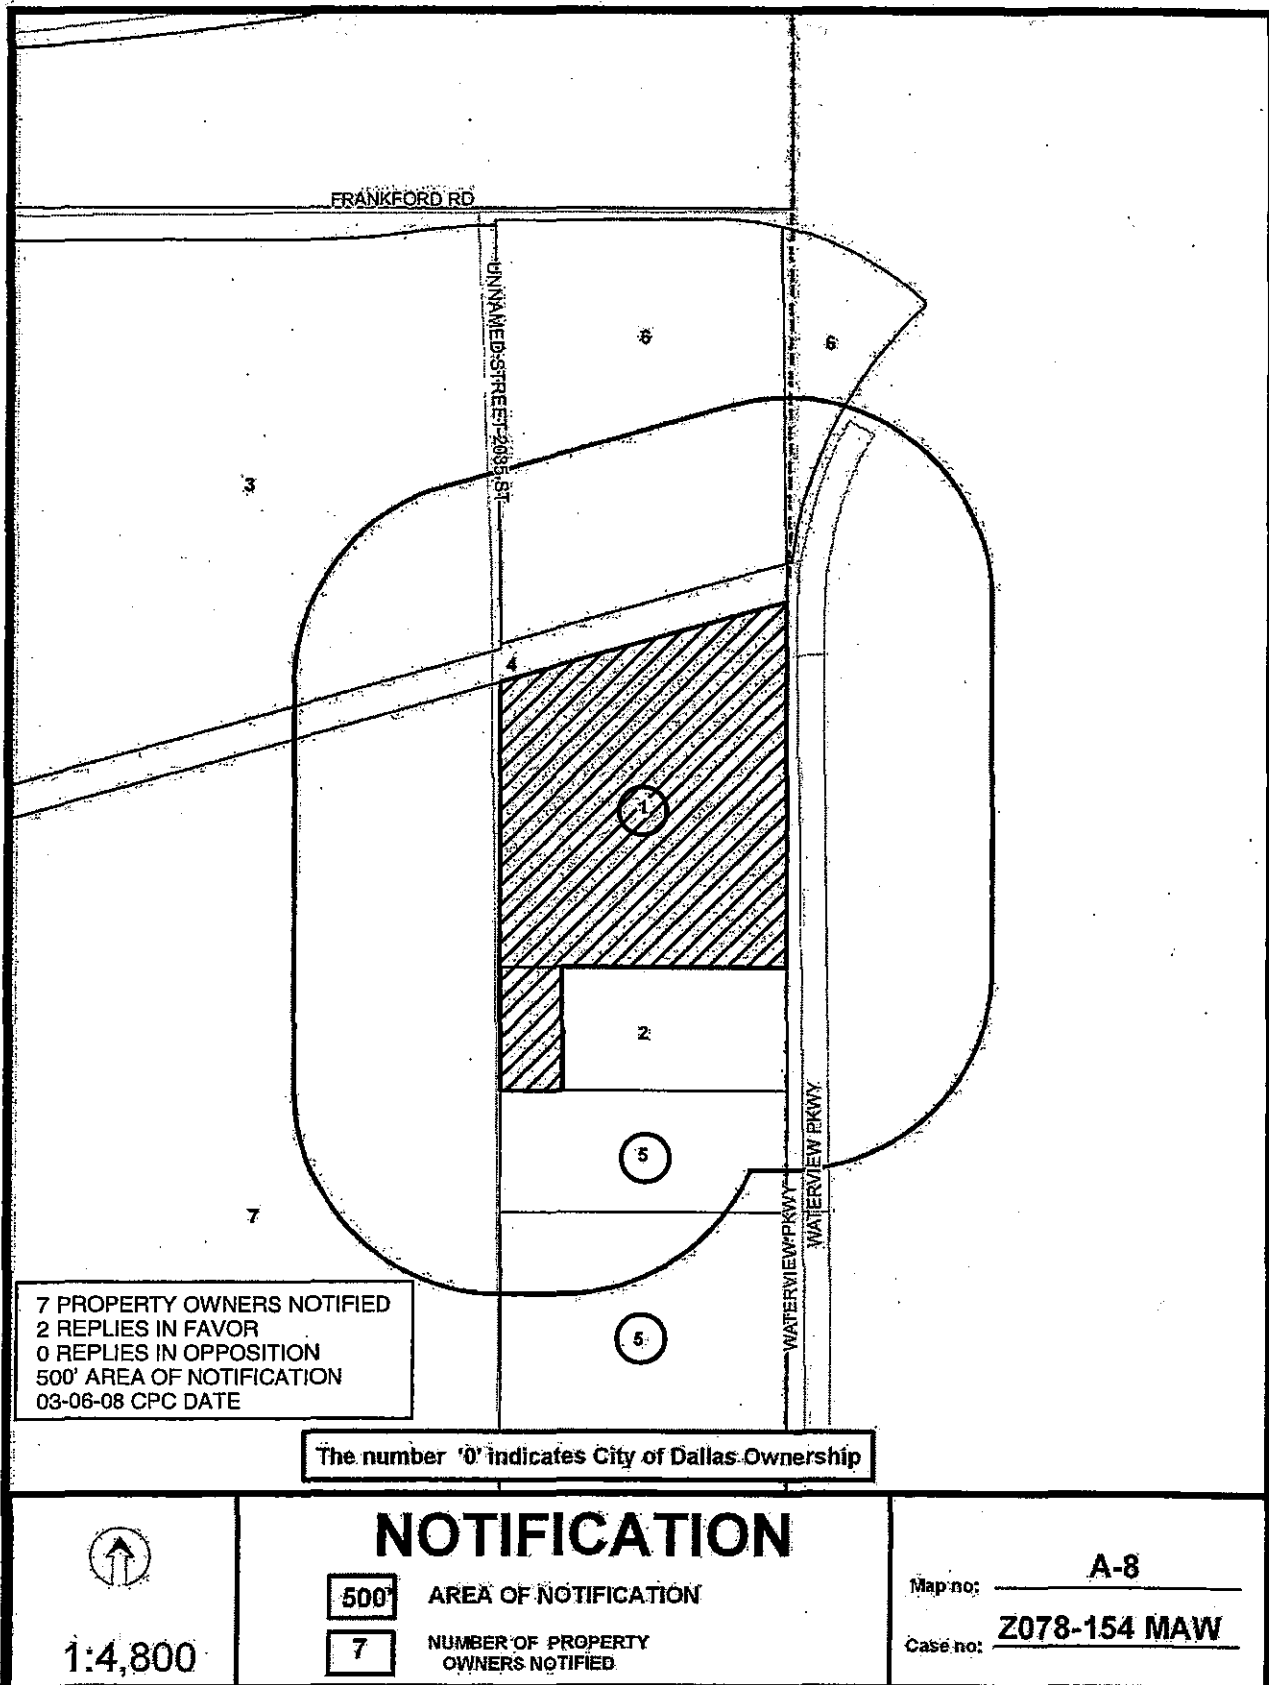 FRANKFORD RD
UNNAMED STREET 2035 ST
6
6
3
4
1
2
5
7
WATERVIEW PKWY
WATERVIEW PKWY
5
7 PROPERTY OWNERS NOTIFIED
2 REPLIES IN FAVOR
0 REPLIES IN OPPOSITION
500' AREA OF NOTIFICATION
03-06-08 CPC DATE
The number '0' indicates City of Dallas Ownership
1:4,800
NOTIFICATION
500' AREA OF NOTIFICATION
7 NUMBER OF PROPERTY
OWNERS NOTIFIED
Map no: A-8
Case no: Z078-154 MAW